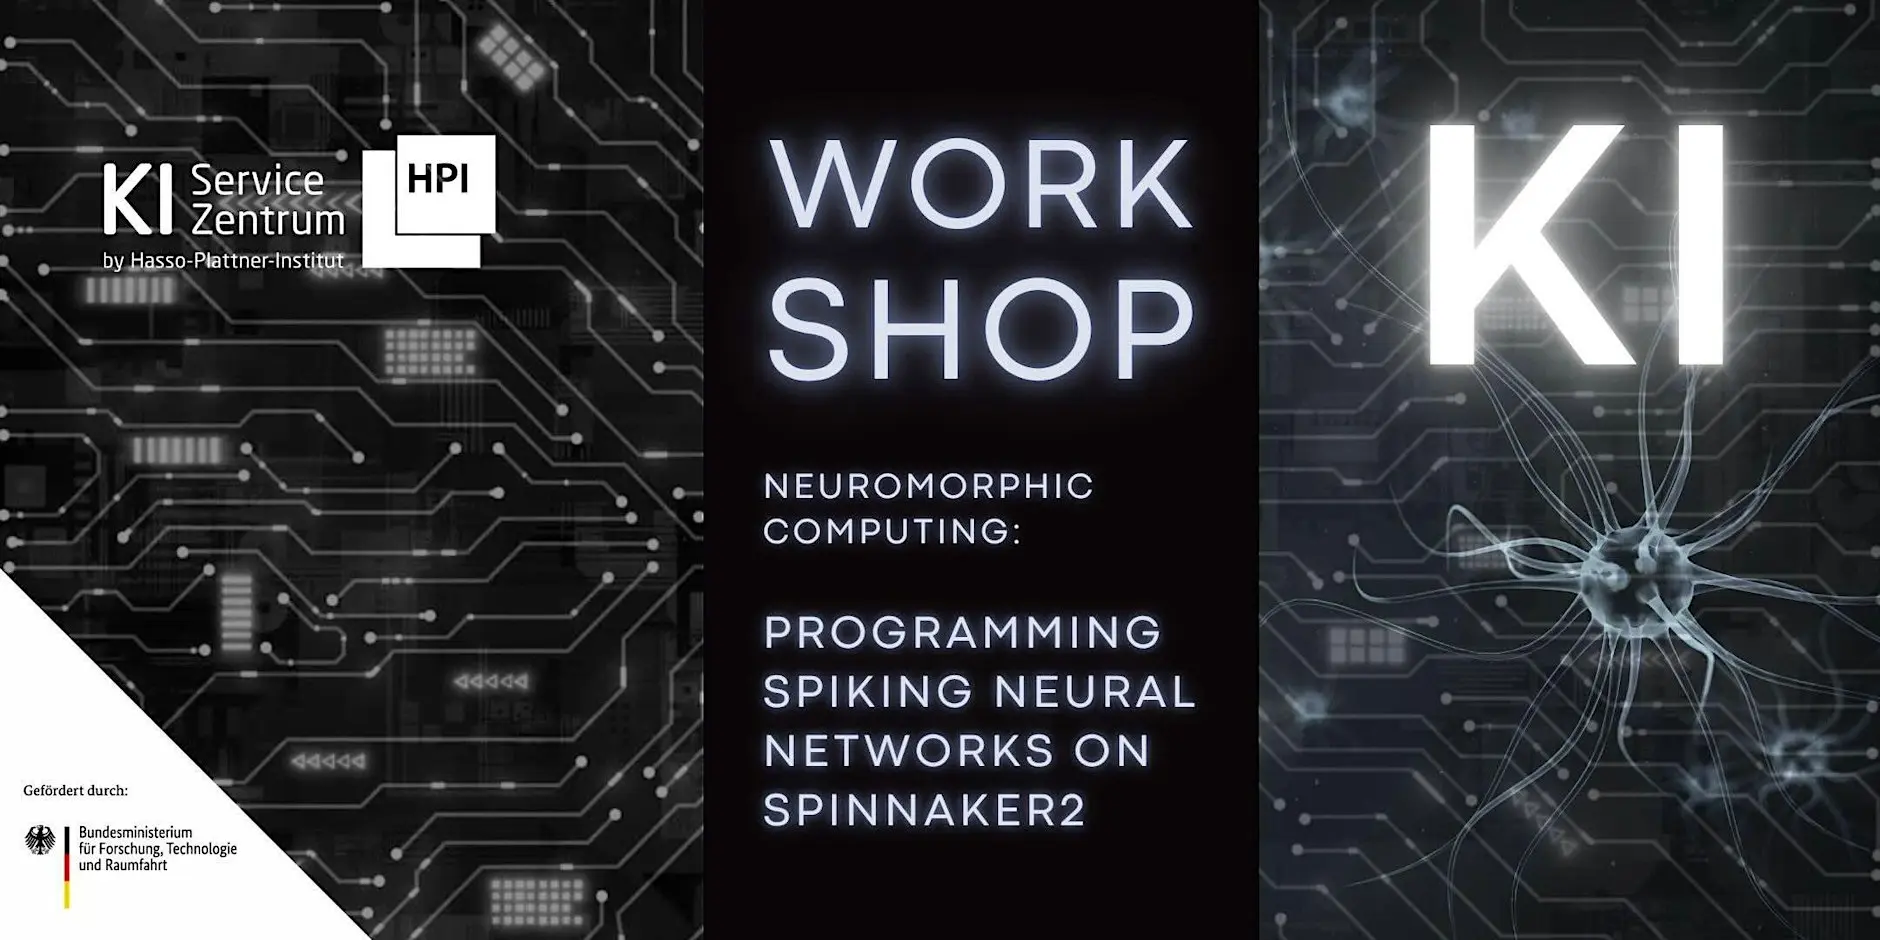 KI Service
Zentrum
by Hasso-Plattner-Institut
HPI
Gefördert durch:
Bundesministerium
für Forschung, Technologie
und Raumfahrt
WORK
SHOP
NEUROMORPHIC
COMPUTING:
PROGRAMMING
SPIKING NEURAL
NETWORKS ON
SPINNAKER2
KI